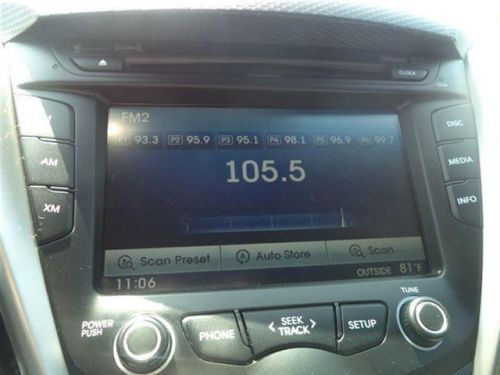 CLOCK
FM2
P1 93.3 P2 95.9 P3 95.1 P4 98.1 P5 96.9 P6 99.7
105.5
Scan Preset Auto Store Scan
11:06 OUTSIDE 81°F
AM
XM
DISC
MEDIA
INFO
POWER
PUSH
PHONE
SEEK
TRACK
SETUP
TUNE